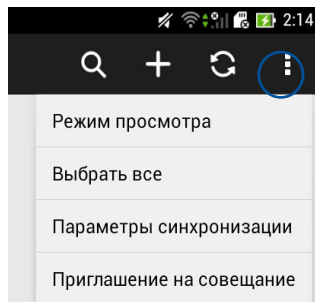 2:14
Режим просмотра
Выбрать все
Параметры синхронизации
Приглашение на совещание